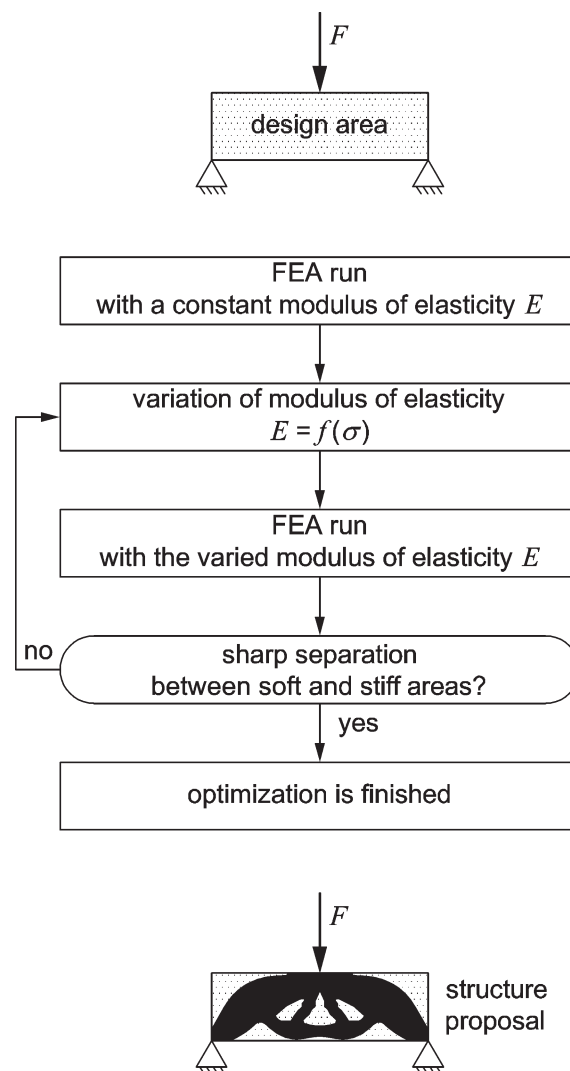 F
design area
FEA run
with a constant modulus of elasticity E
variation of modulus of elasticity
E = f(σ)
FEA run
with the varied modulus of elasticity E
no
sharp separation
between soft and stiff areas?
yes
optimization is finished
F
structure
proposal